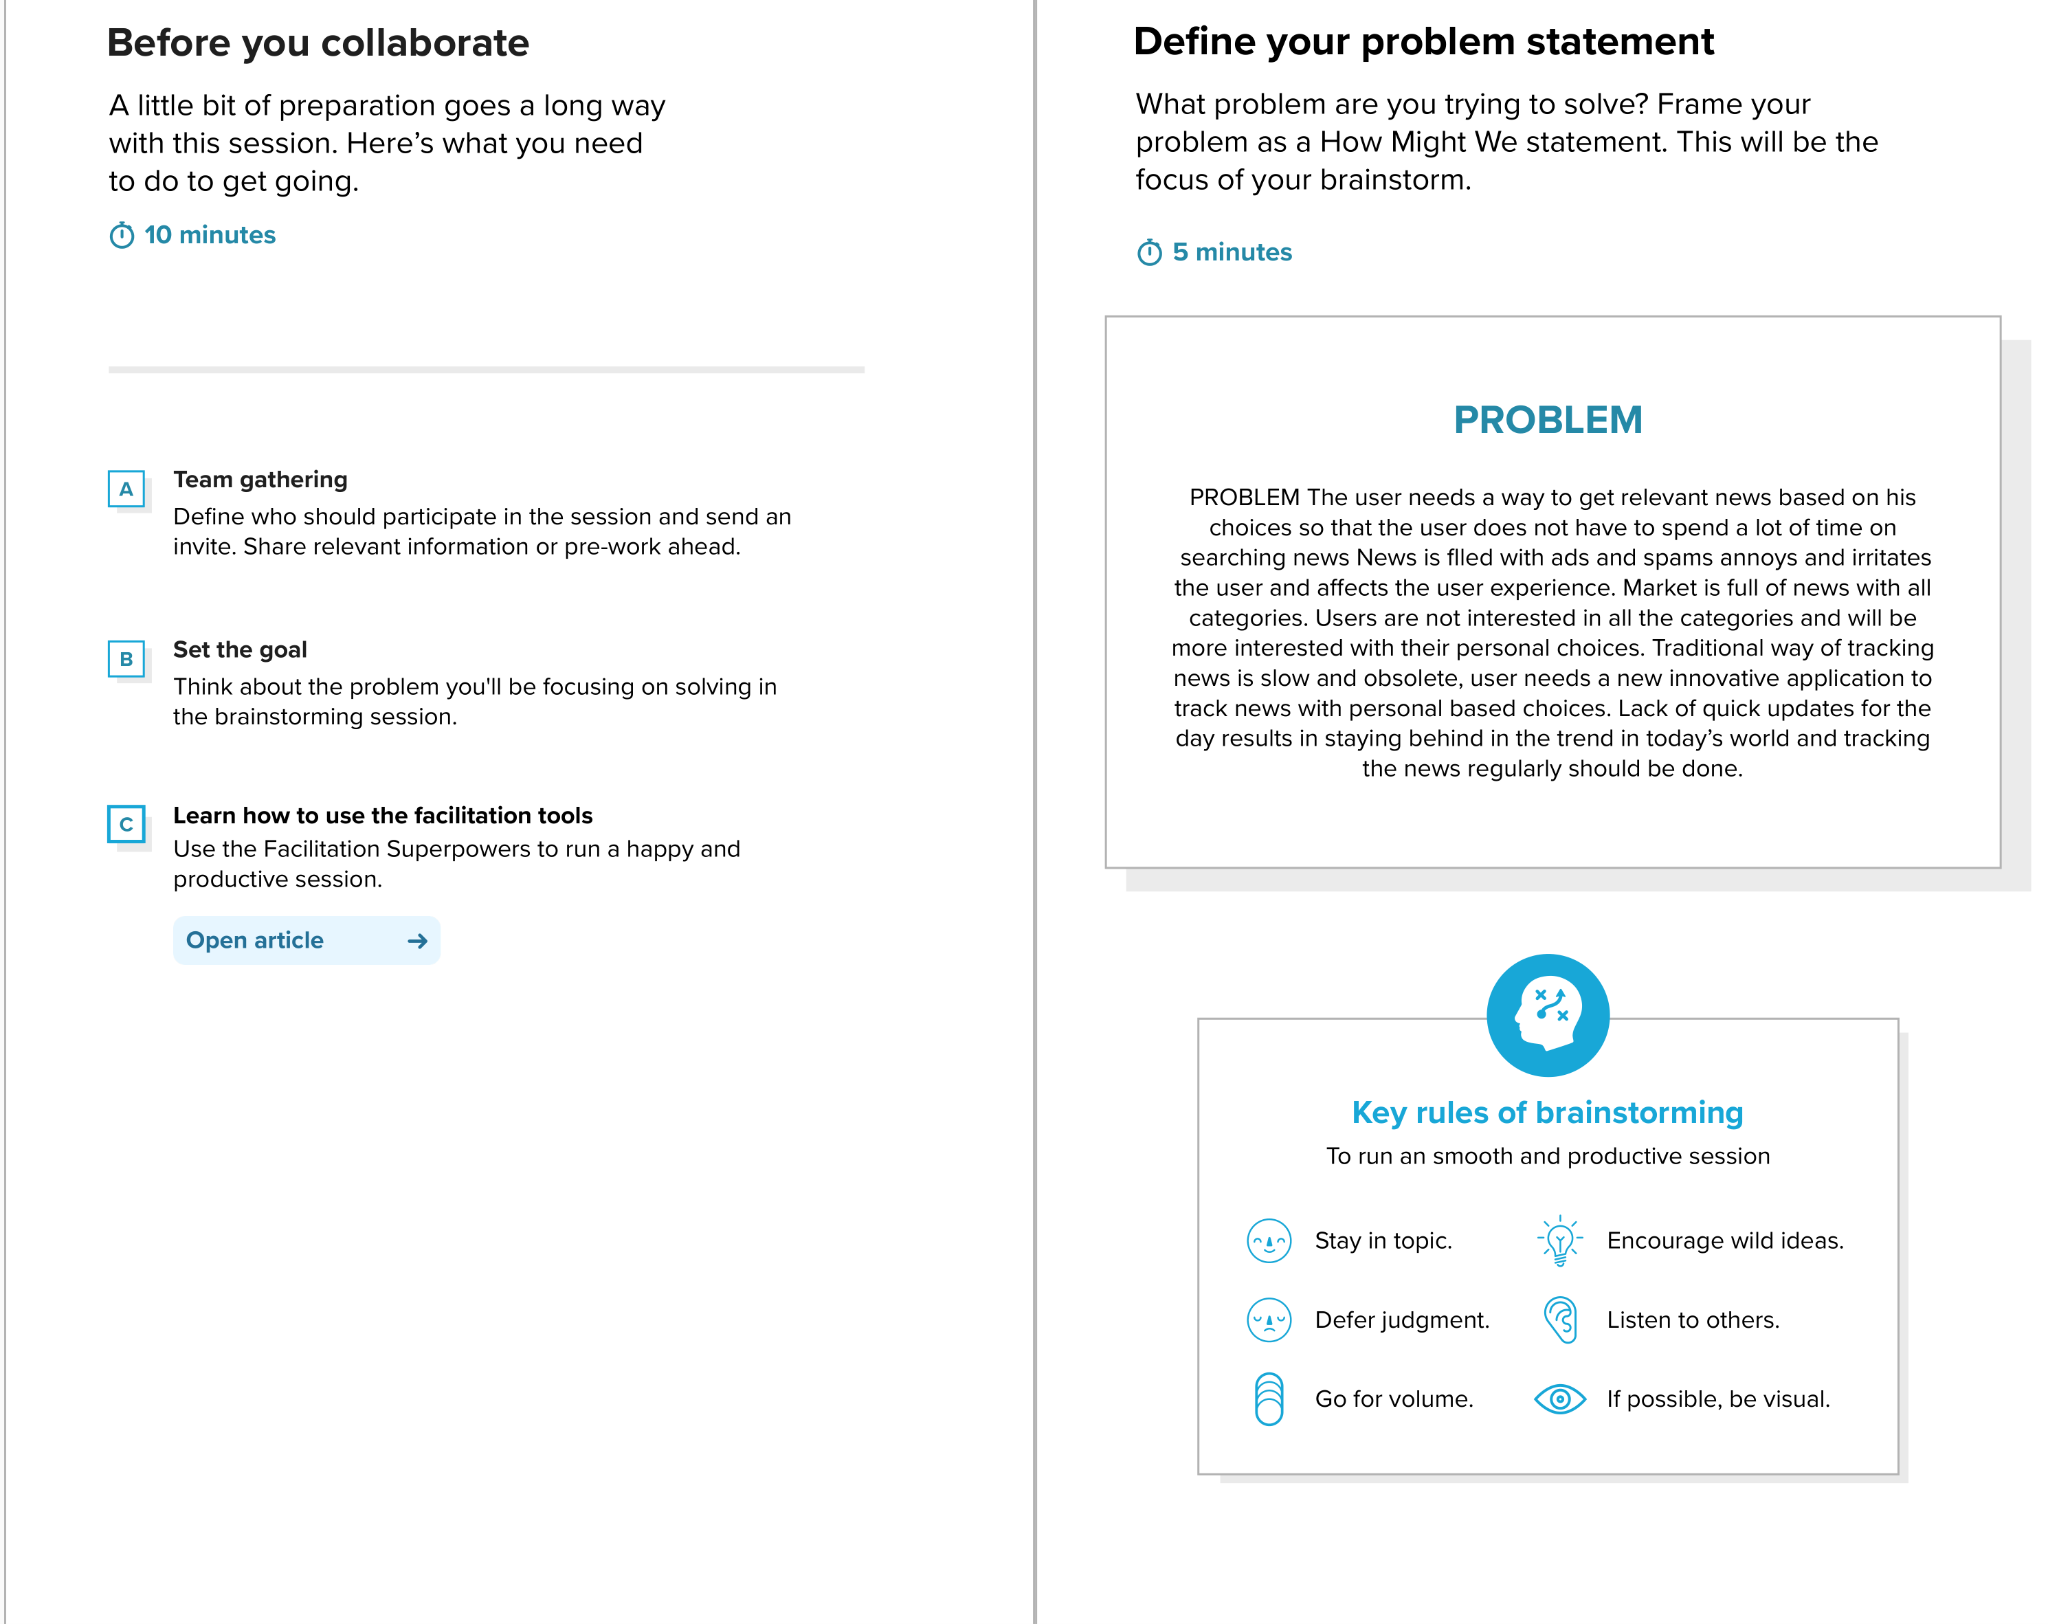 Before you collaborate
A little bit of preparation goes a long way
with this session. Here’s what you need
to do to get going.
10 minutes
A
Team gathering
Define who should participate in the session and send an
invite. Share relevant information or pre-work ahead.
B
Set the goal
Think about the problem you'll be focusing on solving in
the brainstorming session.
C
Learn how to use the facilitation tools
Use the Facilitation Superpowers to run a happy and
productive session.
Open article
Define your problem statement
What problem are you trying to solve? Frame your
problem as a How Might We statement. This will be the
focus of your brainstorm.
5 minutes
PROBLEM
PROBLEM The user needs a way to get relevant news based on his
choices so that the user does not have to spend a lot of time on
searching news News is flled with ads and spams annoys and irritates
the user and affects the user experience. Market is full of news with all
categories. Users are not interested in all the categories and will be
more interested with their personal choices. Traditional way of tracking
news is slow and obsolete, user needs a new innovative application to
track news with personal based choices. Lack of quick updates for the
day results in staying behind in the trend in today’s world and tracking
the news regularly should be done.
Key rules of brainstorming
To run an smooth and productive session
Stay in topic.
Encourage wild ideas.
Defer judgment.
Listen to others.
Go for volume.
If possible, be visual.